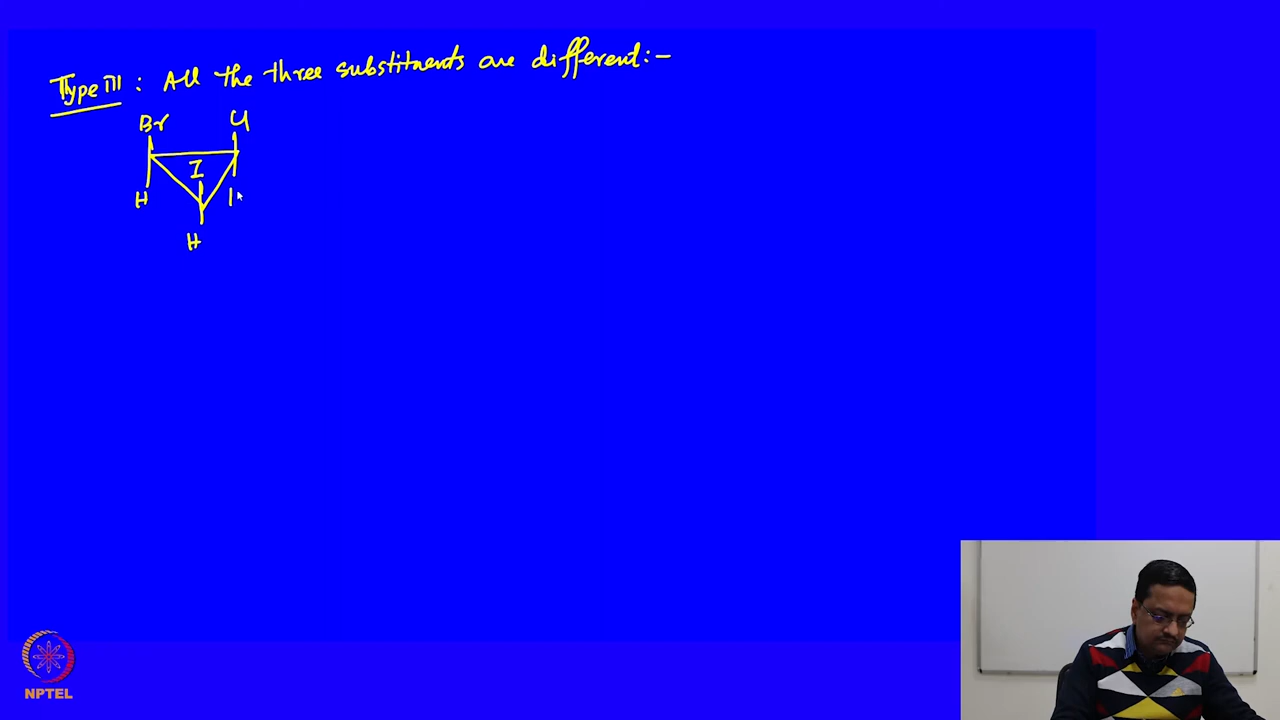 Type III : All the three substituents are different:-
Br Cl
I
H
H
NPTEL